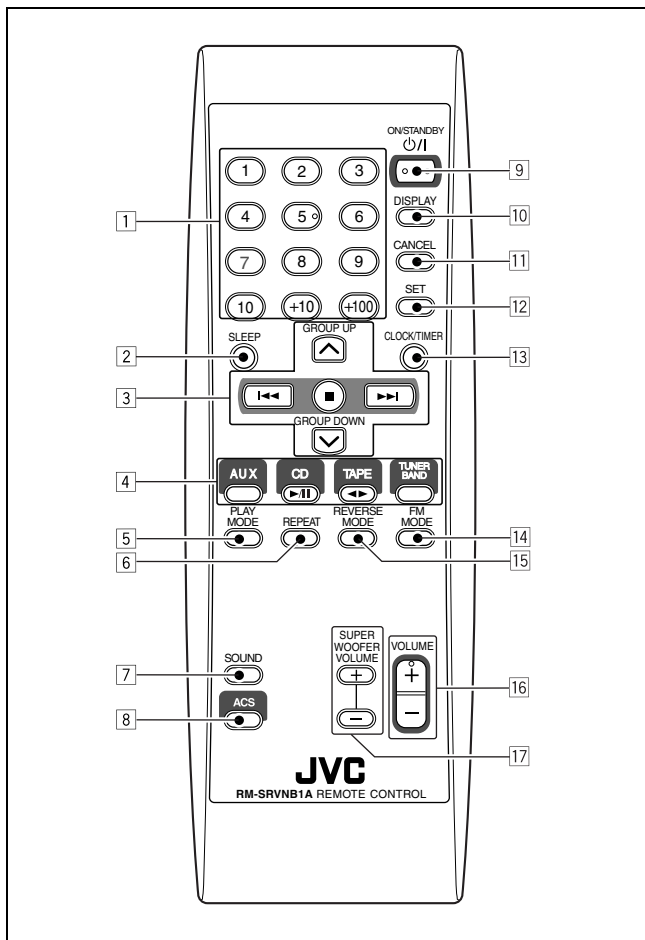 ON/STANDBY
⏻/I
1 2 3
9
DISPLAY
1
4 5 6
10
CANCEL
7 8 9
11
SET
10 +10 +100
12
SLEEP
GROUP UP
CLOCK/TIMER
2
13
3
GROUP DOWN
4
AUX
CD
TAPE
TUNER
BAND
PLAY
MODE
REPEAT
REVERSE
MODE
FM
MODE
5
14
6
15
SUPER
WOOFER
VOLUME
VOLUME
SOUND
+
+
16
7
ACS
8
–
–
17
JVC
RM-SRVNB1A REMOTE CONTROL